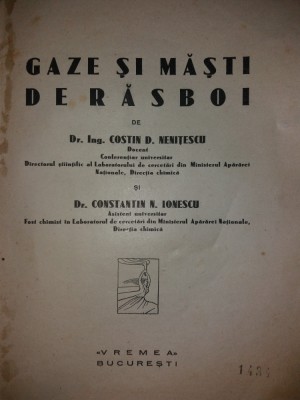 GAZE ȘI MĂȘTI
DE RĂSBOI
DE
Dr. Ing. COSTIN D. NENIȚESCU
Docent
Conferențiar universitar
Directorul științific al Laboratorului de cercetări din Ministerul Apărărei
Naționale, Direcția chimică
ȘI
Dr. CONSTANTIN N. IONESCU
Asistent universitar
Fost chimist în Laboratorul de cercetări din Ministerul Apărărei Naționale,
Direcția chimică
«VREMEA»
BUCUREȘTI